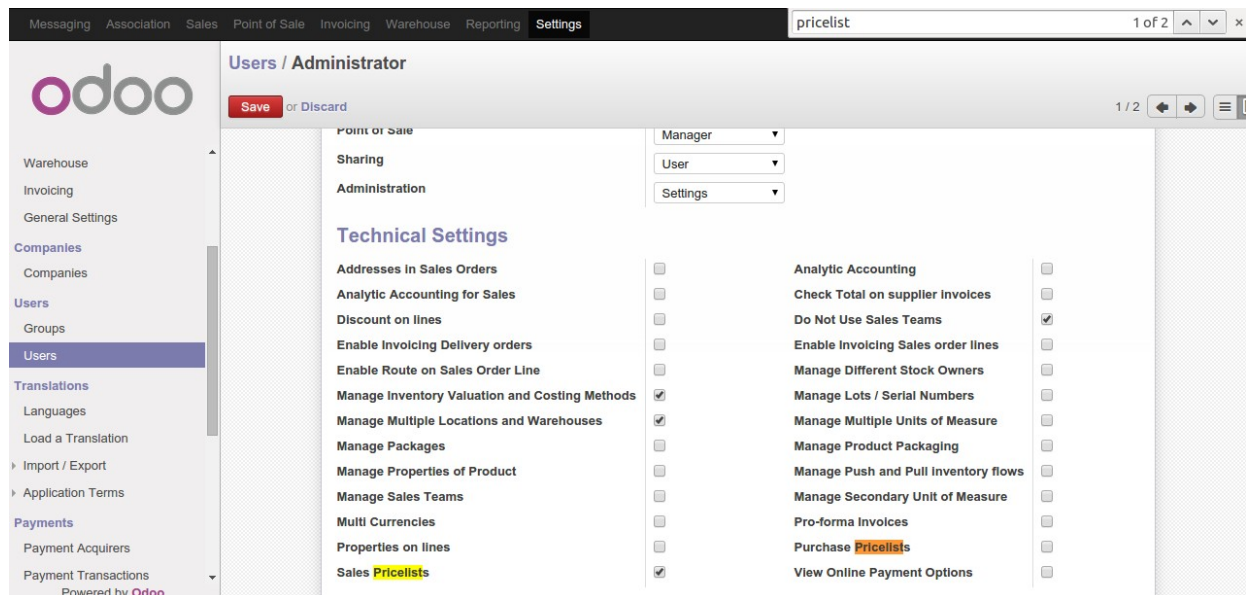 Messaging Association Sales Point of Sale Invoicing Warehouse Reporting Settings
pricelist 1 of 2 ×
odoo
Users / Administrator
Save or Discard
1 / 2
Warehouse
Invoicing
General Settings
Companies
Companies
Users
Groups
Users
Translations
Languages
Load a Translation
Import / Export
Application Terms
Payments
Payment Acquirers
Payment Transactions
Powered by Odoo
Point of Sale Manager
Sharing User
Administration Settings
Technical Settings
Addresses in Sales Orders Analytic Accounting
Analytic Accounting for Sales Check Total on supplier invoices
Discount on lines Do Not Use Sales Teams
Enable Invoicing Delivery orders Enable Invoicing Sales order lines
Enable Route on Sales Order Line Manage Different Stock Owners
Manage Inventory Valuation and Costing Methods Manage Lots / Serial Numbers
Manage Multiple Locations and Warehouses Manage Multiple Units of Measure
Manage Packages Manage Product Packaging
Manage Properties of Product Manage Push and Pull inventory flows
Manage Sales Teams Manage Secondary Unit of Measure
Multi Currencies Pro-forma Invoices
Properties on lines Purchase Pricelists
Sales Pricelists View Online Payment Options